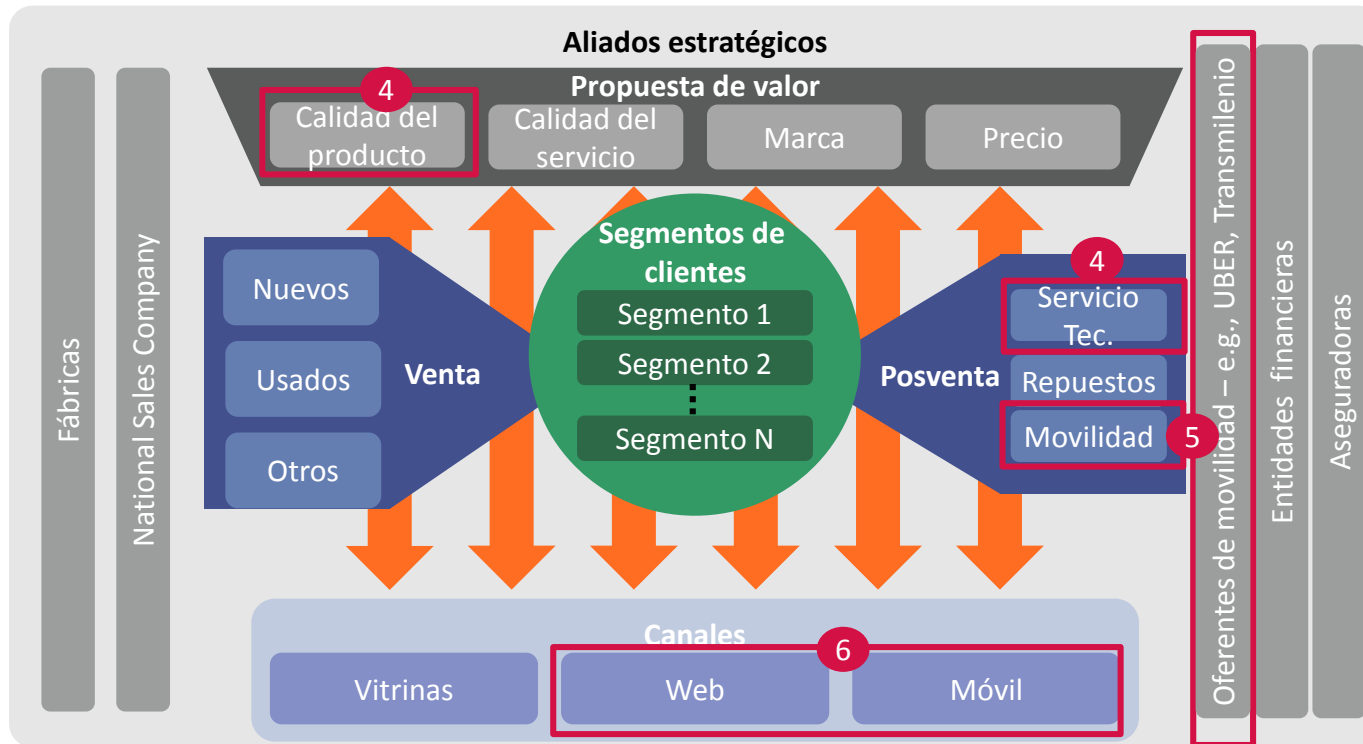 Aliados estratégicos
Propuesta de valor
4
Calidad del
producto
Calidad del
servicio
Marca
Precio
Fábricas
National Sales Company
Nuevos
Usados
Otros
Venta
Segmentos de
clientes
Segmento 1
Segmento 2
Segmento N
Posventa
4
Servicio
Tec.
Repuestos
Movilidad
5
Oferentes de movilidad – e.g., UBER, Transmilenio
Entidades financieras
Aseguradoras
Canales
6
Vitrinas
Web
Móvil